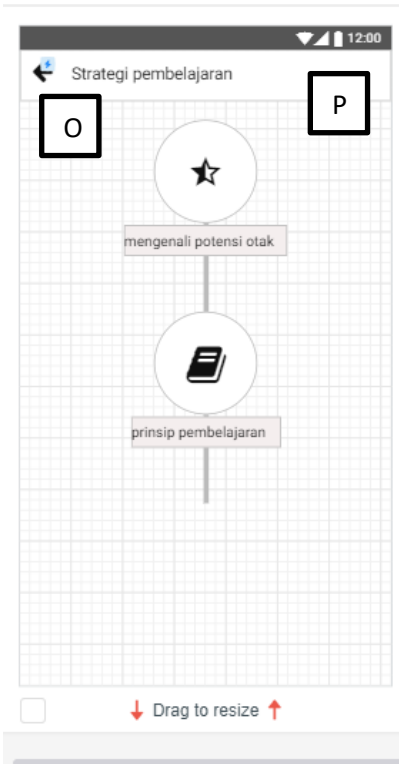 12:00
Strategi pembelajaran
O
P
mengenali potensi otak
prinsip pembelajaran
Drag to resize